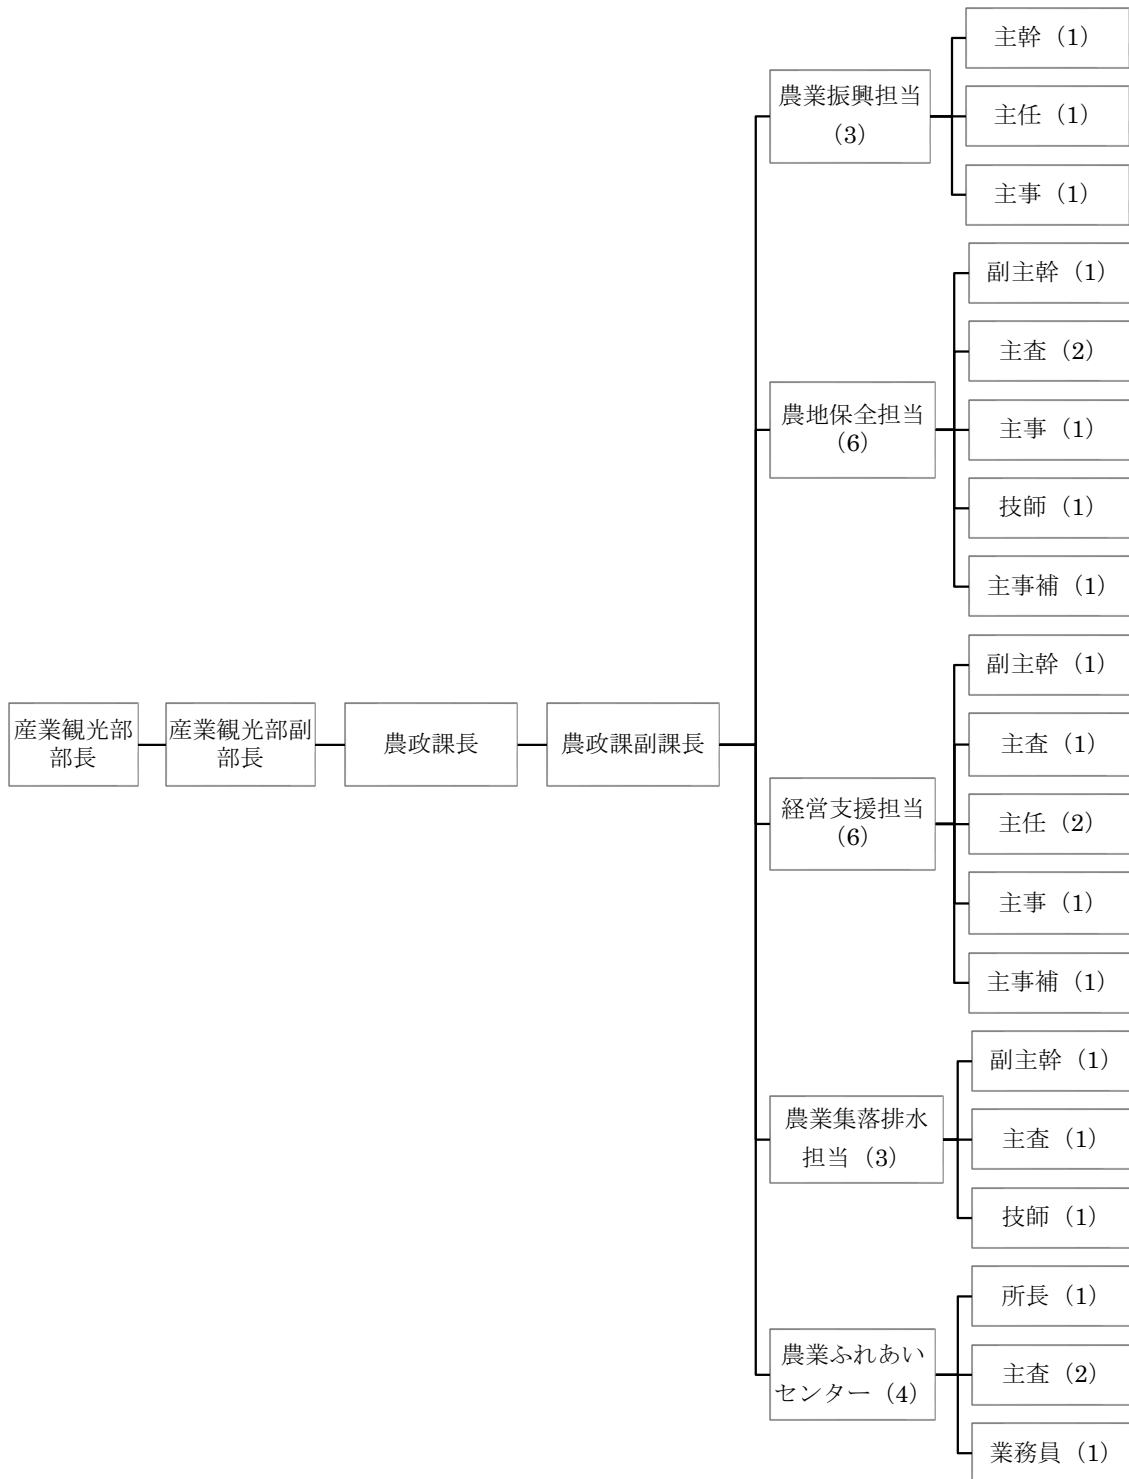 産業観光部
部長
産業観光部副
部長
農政課長
農政課副課長
農業振興担当
（3）
主幹（1）
主任（1）
主事（1）
農地保全担当
（6）
副主幹（1）
主査（2）
主事（1）
技師（1）
主事補（1）
経営支援担当
（6）
副主幹（1）
主査（1）
主任（2）
主事（1）
主事補（1）
農業集落排水
担当（3）
副主幹（1）
主査（1）
技師（1）
農業ふれあい
センター（4）
所長（1）
主査（2）
業務員（1）